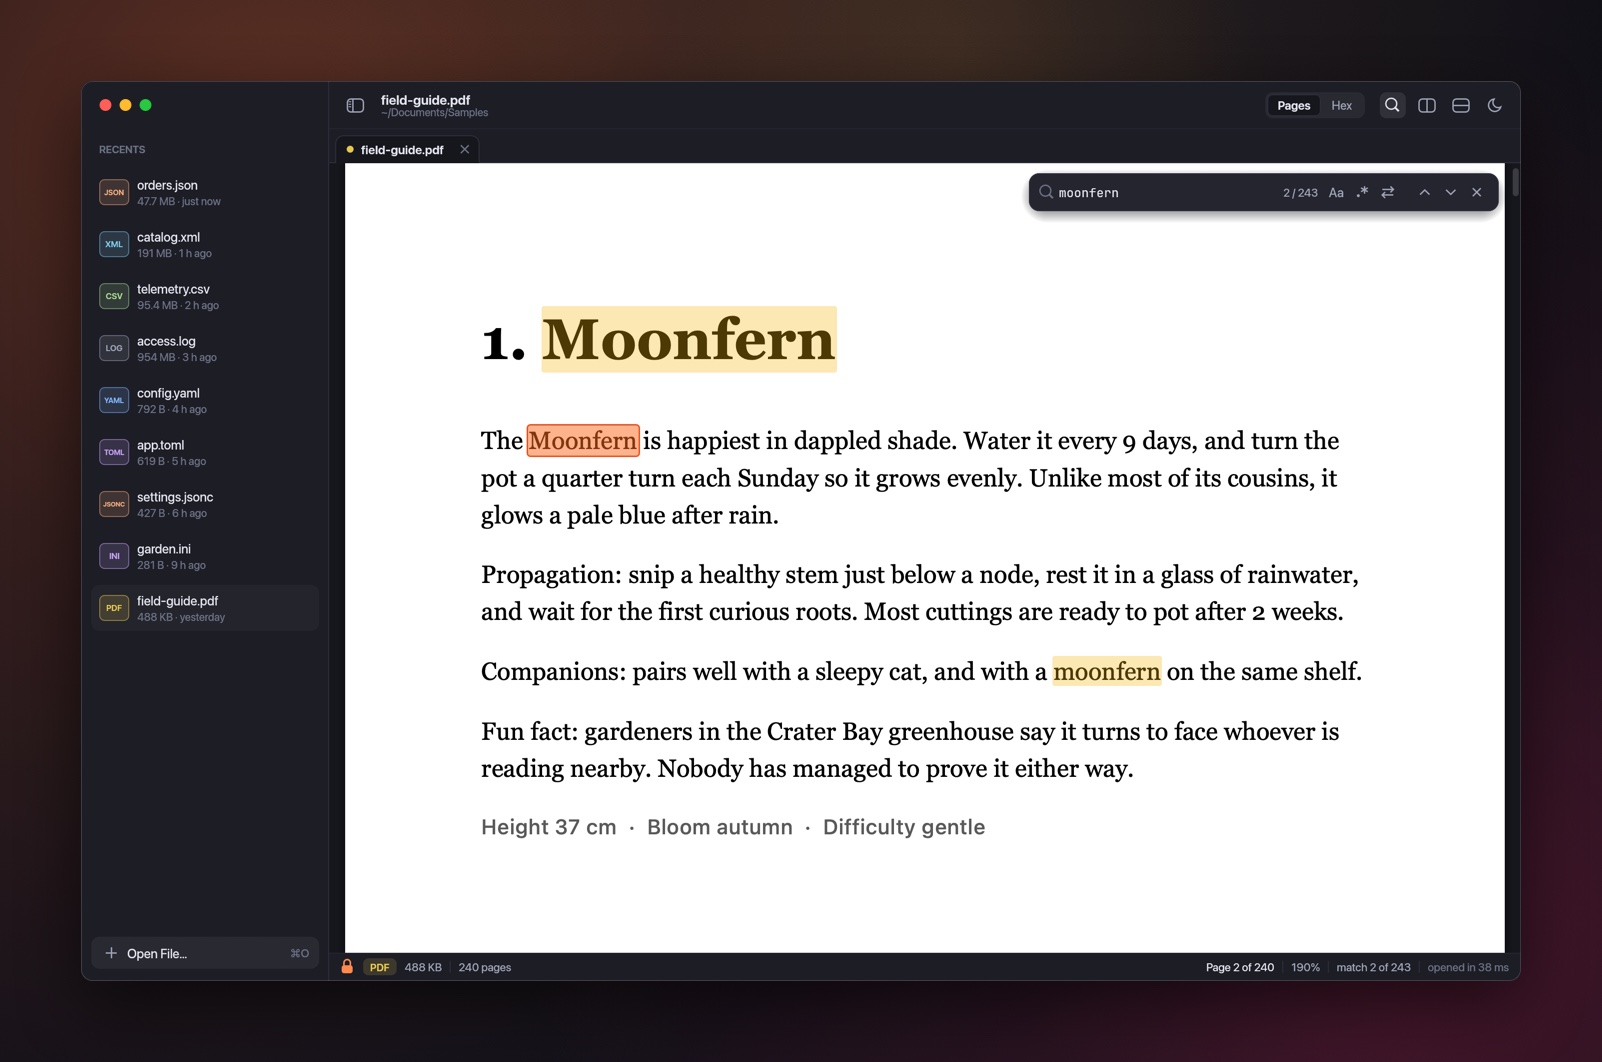 RECENTS
JSON
orders.json
47.7 MB · just now
XML
catalog.xml
191 MB · 1 h ago
CSV
telemetry.csv
95.4 MB · 2 h ago
LOG
access.log
954 MB · 3 h ago
YAML
config.yaml
792 B · 4 h ago
TOML
app.toml
619 B · 5 h ago
JSONC
settings.jsonc
427 B · 6 h ago
INI
garden.ini
281 B · 9 h ago
PDF
field-guide.pdf
488 KB · yesterday
Open File...
⌘O
field-guide.pdf
~/Documents/Samples
Pages Hex
field-guide.pdf
moonfern 2/243 Aa .*
1. Moonfern
The Moonfern is happiest in dappled shade. Water it every 9 days, and turn the
pot a quarter turn each Sunday so it grows evenly. Unlike most of its cousins, it
glows a pale blue after rain.
Propagation: snip a healthy stem just below a node, rest it in a glass of rainwater,
and wait for the first curious roots. Most cuttings are ready to pot after 2 weeks.
Companions: pairs well with a sleepy cat, and with a moonfern on the same shelf.
Fun fact: gardeners in the Crater Bay greenhouse say it turns to face whoever is
reading nearby. Nobody has managed to prove it either way.
Height 37 cm · Bloom autumn · Difficulty gentle
PDF 488 KB 240 pages
Page 2 of 240 190% match 2 of 243 opened in 38 ms